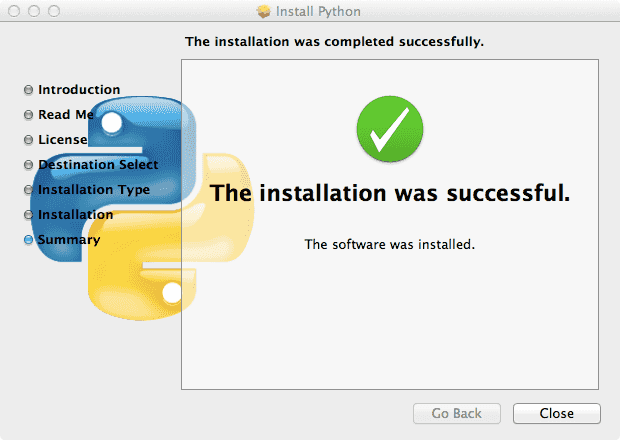 Install Python
The installation was completed successfully.
Introduction
Read Me
License
Destination Select
Installation Type
Installation
Summary
The installation was successful.
The software was installed.
Go Back
Close